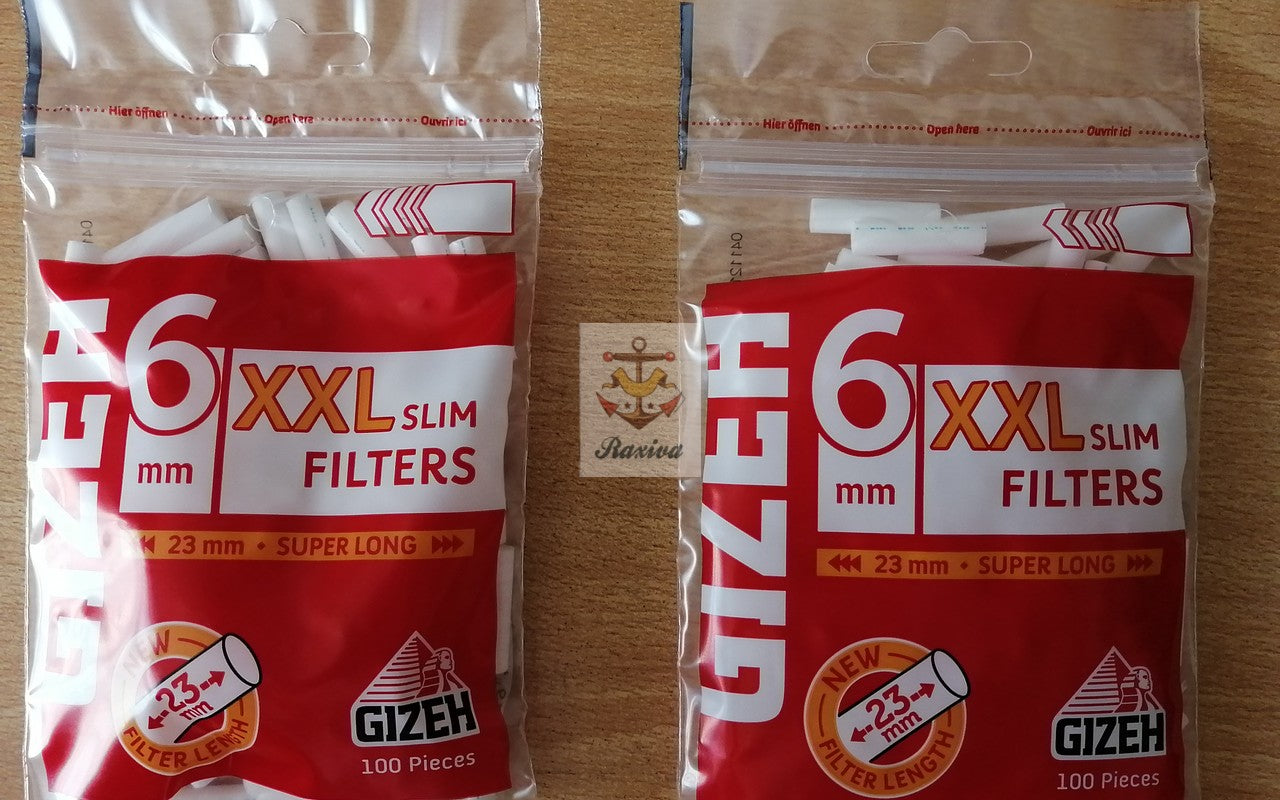 Hier öffnen Open here Ouvrir ici
GIZEH
6
mm
XXL SLIM
FILTERS
23 mm • SUPER LONG
NEW
23
mm
FILTER LENGTH
GIZEH
100 Pieces
Raxiva
Hier öffnen Open here Ouvrir ici
GIZEH
6
mm
XXL SLIM
FILTERS
23 mm • SUPER LONG
NEW
23
mm
FILTER LENGTH
GIZEH
100 Pieces